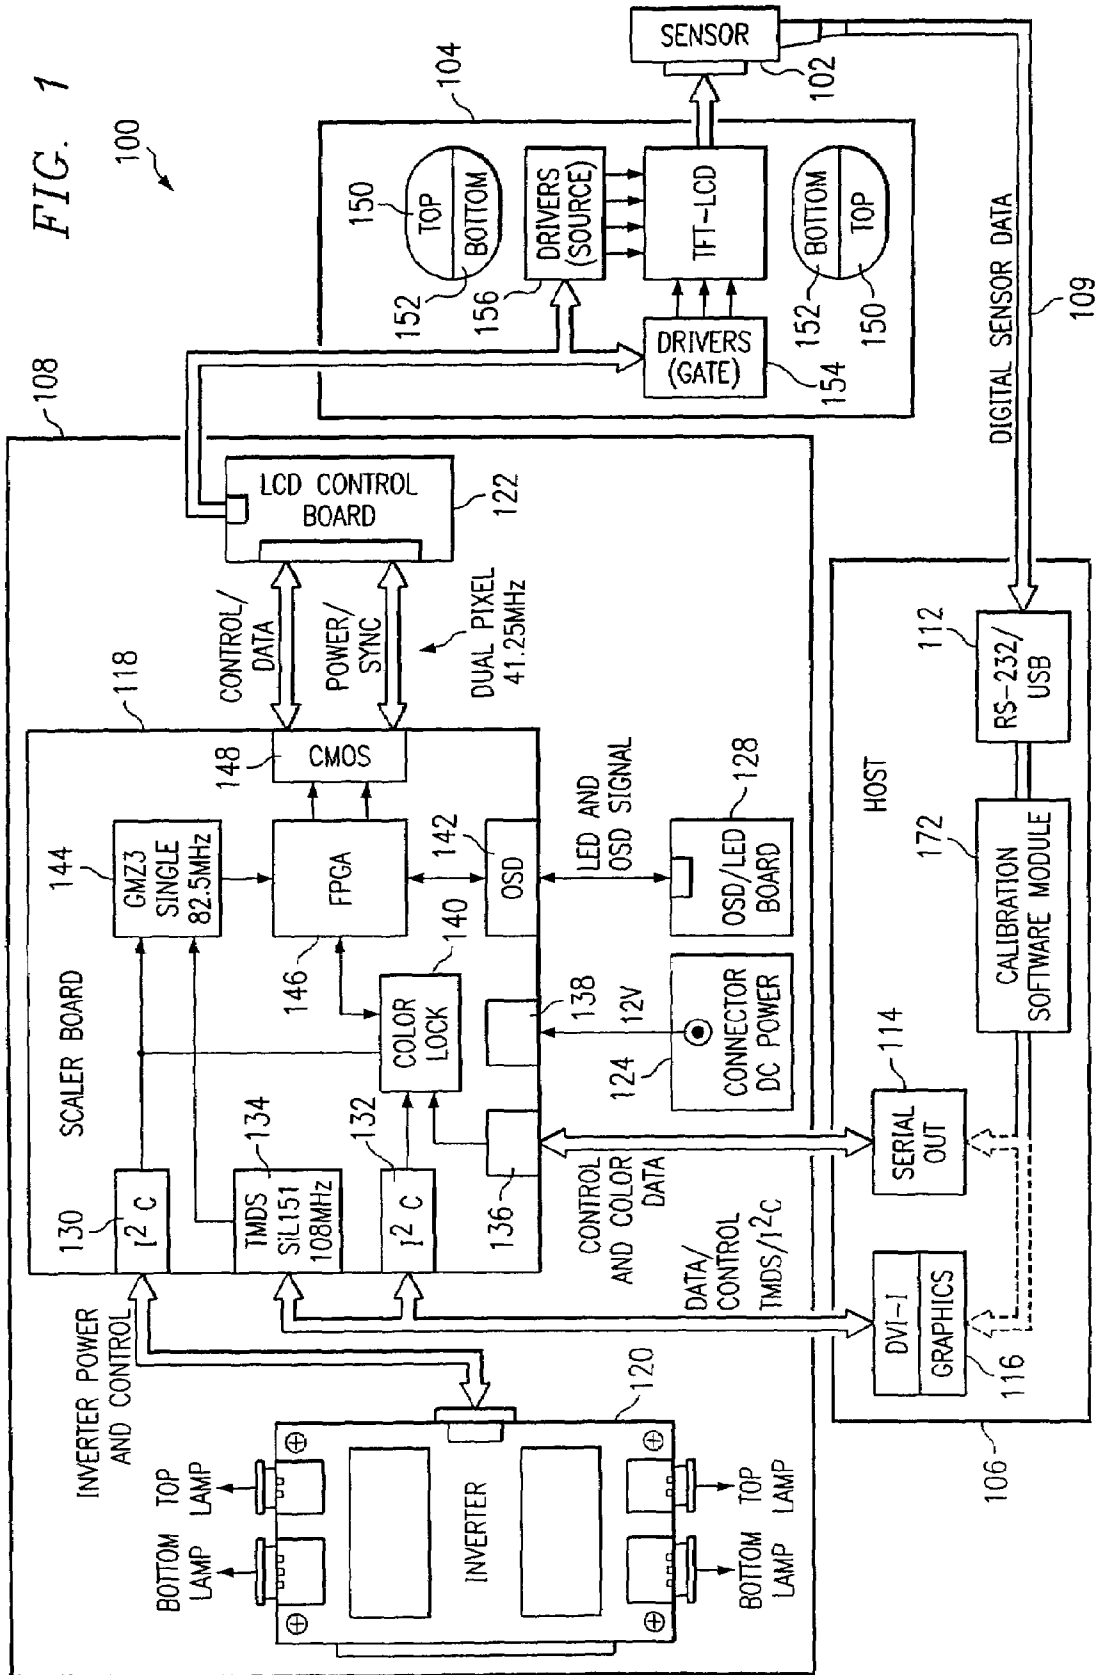 FIG. 1
100
108
104
SENSOR
102
150
TOP
BOTTOM
152
156
DRIVERS
(SOURCE)
TFT-LCD
DRIVERS
(GATE)
154
BOTTOM
TOP
152
150
DIGITAL SENSOR DATA
109
LCD CONTROL
BOARD
122
CONTROL/
DATA
POWER/
SYNC
DUAL PIXEL
41.25MHz
118
SCALER BOARD
144
GMZ3
SINGLE
82.5MHz
148
CMOS
FPGA
146
142
OSD
140
COLOR
LOCK
138
136
130
I² C
134
TMDS
SiL151
108MHz
132
I² C
LED AND
OSD SIGNAL
128
OSD/LED
BOARD
12V
124
CONNECTOR
DC POWER
INVERTER POWER
AND CONTROL
CONTROL
AND COLOR
DATA
DATA/
CONTROL
TMDS/I²C
BOTTOM
LAMP
TOP
LAMP
120
INVERTER
BOTTOM
LAMP
TOP
LAMP
HOST
112
RS-232/
USB
172
CALIBRATION
SOFTWARE MODULE
114
SERIAL
OUT
DVI-I
GRAPHICS
116
106